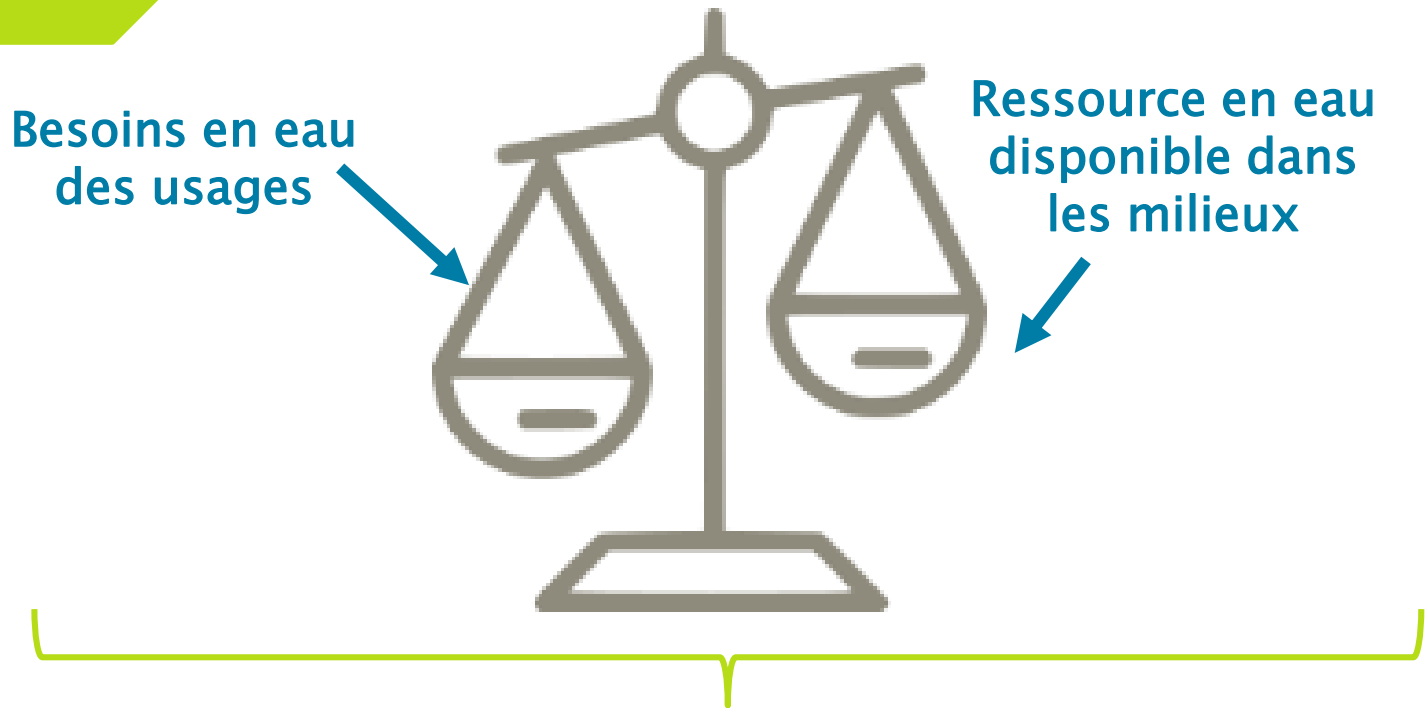 Besoins en eau
des usages
Ressource en eau
disponible dans
les milieux